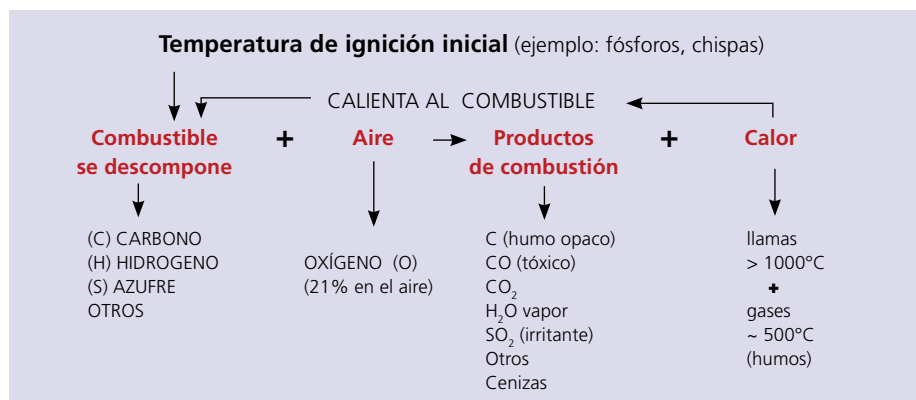 Temperatura de ignición inicial (ejemplo: fósforos, chispas)
CALIENTA AL COMBUSTIBLE
Combustible
se descompone
+
Aire
Productos
de combustión
+
Calor
(C) CARBONO
(H) HIDROGENO
(S) AZUFRE
OTROS
OXÍGENO (O)
(21% en el aire)
C (humo opaco)
CO (tóxico)
CO₂
H₂O vapor
SO₂ (irritante)
Otros
Cenizas
llamas
> 1000°C
+
gases
~ 500°C
(humos)